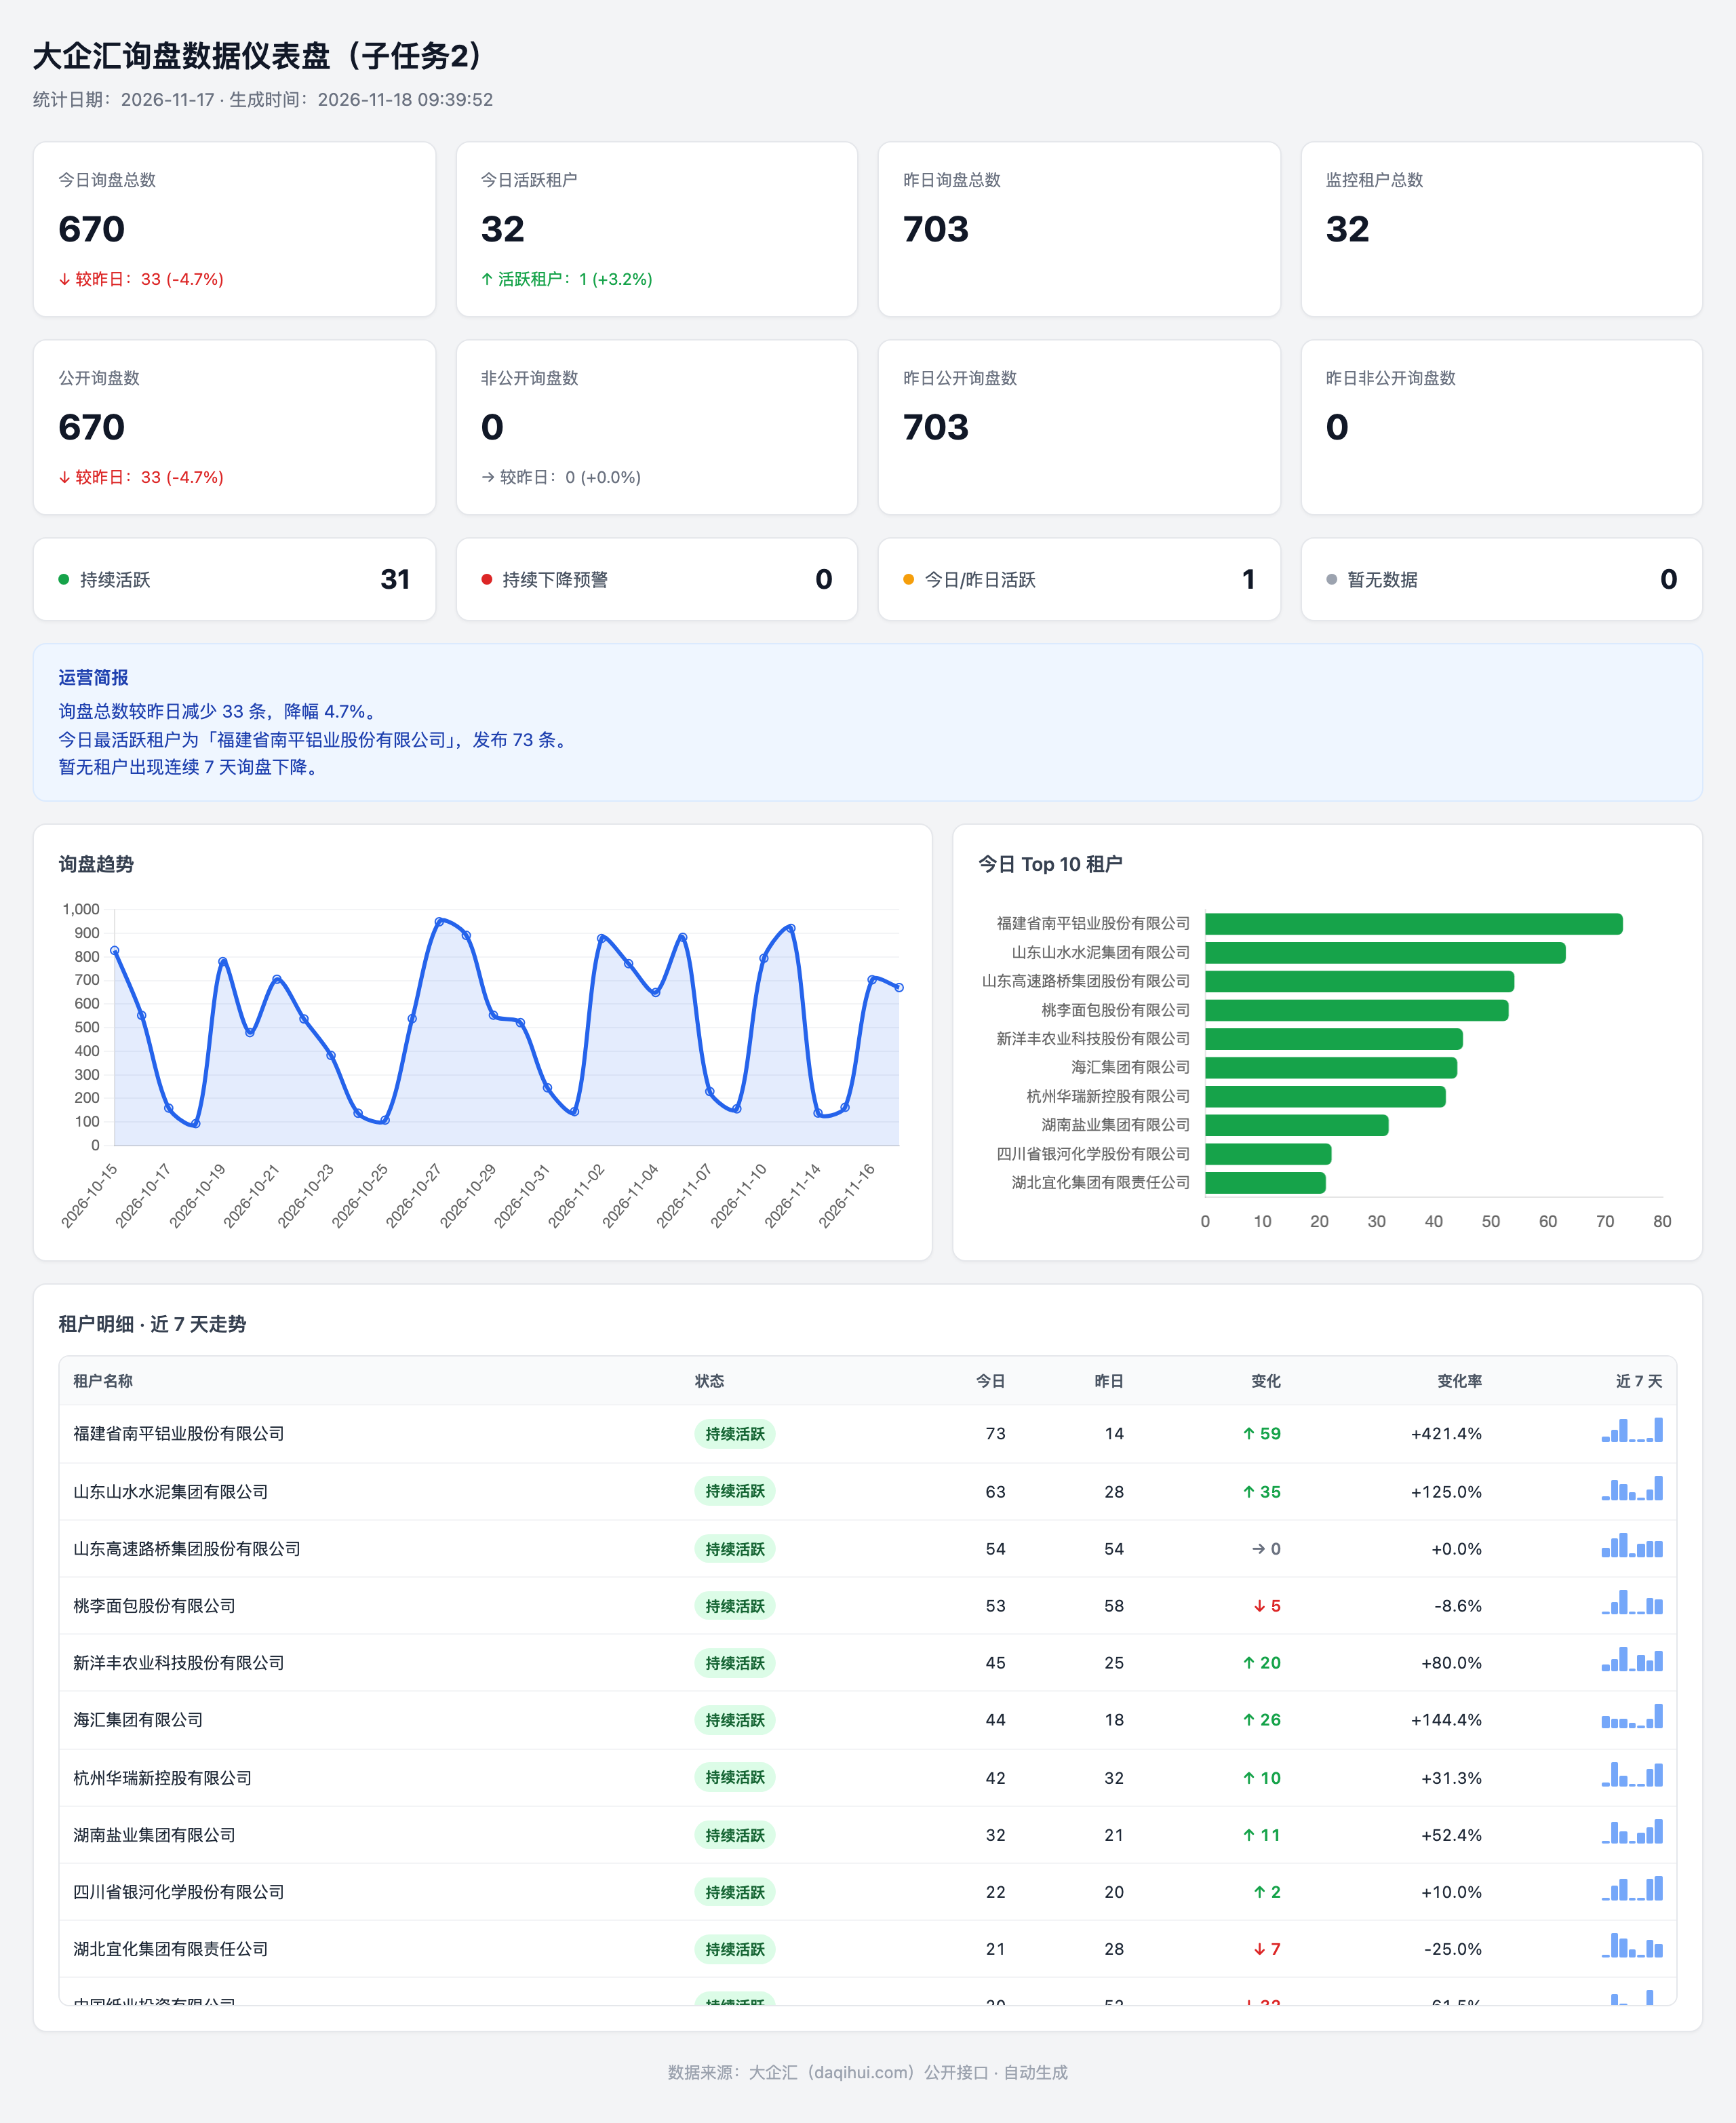 大企汇询盘数据仪表盘（子任务2）
统计日期：2026-11-17 · 生成时间：2026-11-18 09:39:52
今日询盘总数
670
↓ 较昨日：33 (-4.7%)
今日活跃租户
32
↑ 活跃租户：1 (+3.2%)
昨日询盘总数
703
监控租户总数
32
公开询盘数
670
↓ 较昨日：33 (-4.7%)
非公开询盘数
0
→ 较昨日：0 (+0.0%)
昨日公开询盘数
703
昨日非公开询盘数
0
持续活跃 31
持续下降预警 0
今日/昨日活跃 1
暂无数据 0
运营简报
询盘总数较昨日减少 33 条，降幅 4.7%。
今日最活跃租户为「福建省南平铝业股份有限公司」，发布 73 条。
暂无租户出现连续 7 天询盘下降。
询盘趋势
1,000
900
800
700
600
500
400
300
200
100
0
2026-10-15
2026-10-17
2026-10-19
2026-10-21
2026-10-23
2026-10-25
2026-10-27
2026-10-29
2026-10-31
2026-11-02
2026-11-04
2026-11-07
2026-11-10
2026-11-14
2026-11-16
今日 Top 10 租户
福建省南平铝业股份有限公司
山东山水水泥集团有限公司
山东高速路桥集团股份有限公司
桃李面包股份有限公司
新洋丰农业科技股份有限公司
海汇集团有限公司
杭州华瑞新控股有限公司
湖南盐业集团有限公司
四川省银河化学股份有限公司
湖北宜化集团有限责任公司
0 10 20 30 40 50 60 70 80
租户明细 · 近 7 天走势
租户名称 状态 今日 昨日 变化 变化率 近 7 天
福建省南平铝业股份有限公司 持续活跃 73 14 ↑ 59 +421.4%
山东山水水泥集团有限公司 持续活跃 63 28 ↑ 35 +125.0%
山东高速路桥集团股份有限公司 持续活跃 54 54 → 0 +0.0%
桃李面包股份有限公司 持续活跃 53 58 ↓ 5 -8.6%
新洋丰农业科技股份有限公司 持续活跃 45 25 ↑ 20 +80.0%
海汇集团有限公司 持续活跃 44 18 ↑ 26 +144.4%
杭州华瑞新控股有限公司 持续活跃 42 32 ↑ 10 +31.3%
湖南盐业集团有限公司 持续活跃 32 21 ↑ 11 +52.4%
四川省银河化学股份有限公司 持续活跃 22 20 ↑ 2 +10.0%
湖北宜化集团有限责任公司 持续活跃 21 28 ↓ 7 -25.0%
数据来源：大企汇（daqihui.com）公开接口 · 自动生成